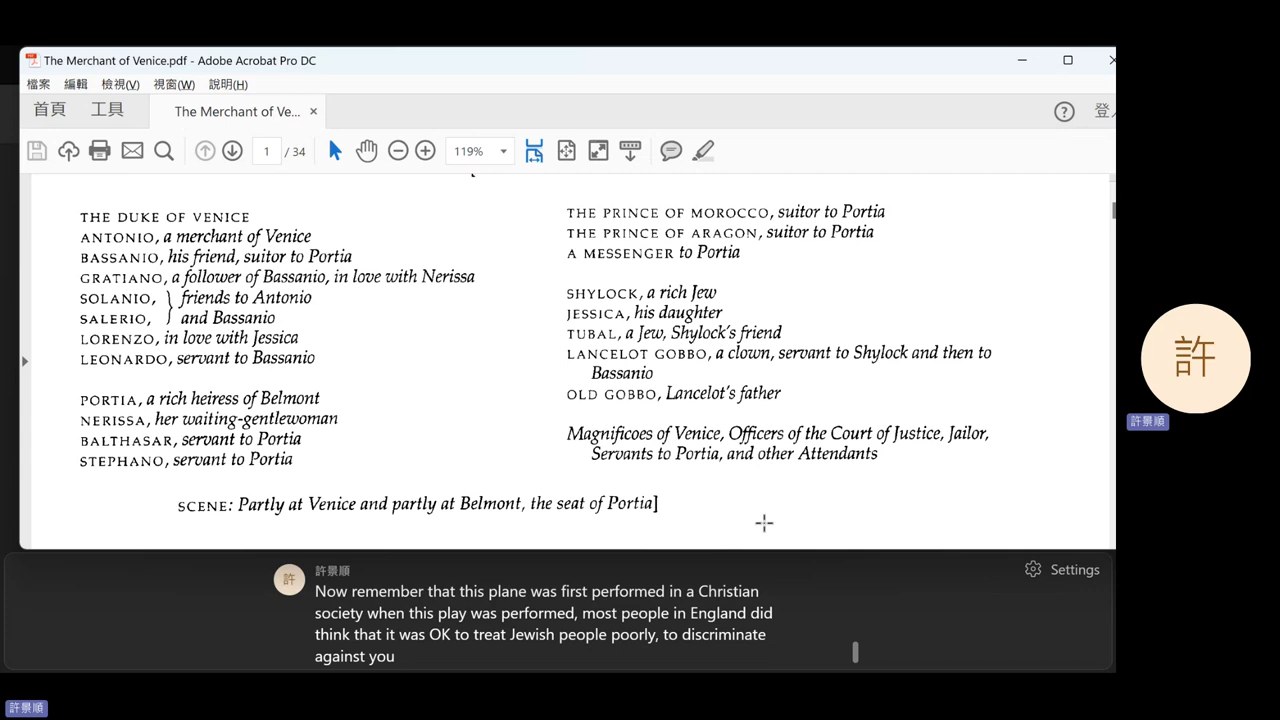 The Merchant of Venice.pdf - Adobe Acrobat Pro DC
檔案 編輯 檢視(V) 視窗(W) 說明(H)
首頁 工具 The Merchant of Ve... ×
1 / 34 119%
THE DUKE OF VENICE
ANTONIO, a merchant of Venice
BASSANIO, his friend, suitor to Portia
GRATIANO, a follower of Bassanio, in love with Nerissa
SOLANIO, } friends to Antonio
SALERIO, and Bassanio
LORENZO, in love with Jessica
LEONARDO, servant to Bassanio
PORTIA, a rich heiress of Belmont
NERISSA, her waiting-gentlewoman
BALTHASAR, servant to Portia
STEPHANO, servant to Portia
THE PRINCE OF MOROCCO, suitor to Portia
THE PRINCE OF ARAGON, suitor to Portia
A MESSENGER to Portia
SHYLOCK, a rich Jew
JESSICA, his daughter
TUBAL, a Jew, Shylock's friend
LANCELOT GOBBO, a clown, servant to Shylock and then to
Bassanio
OLD GOBBO, Lancelot's father
Magnificoes of Venice, Officers of the Court of Justice, Jailor,
Servants to Portia, and other Attendants
SCENE: Partly at Venice and partly at Belmont, the seat of Portia]
許
許景順
許
許景順
Now remember that this plane was first performed in a Christian
society when this play was performed, most people in England did
think that it was OK to treat Jewish people poorly, to discriminate
against you
Settings
許景順